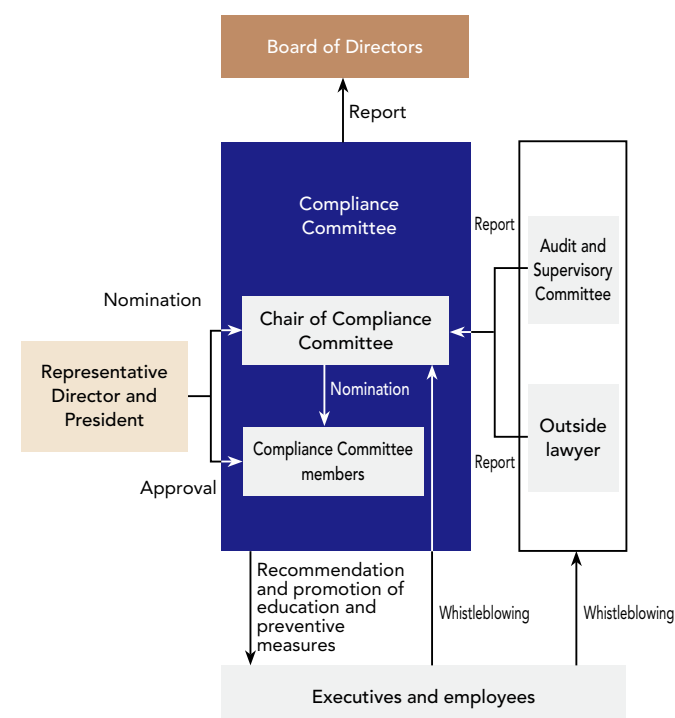 Board of Directors
Report
Compliance
Committee
Report
Audit and
Supervisory
Committee
Nomination
Chair of Compliance
Committee
Representative
Director and
President
Nomination
Outside
lawyer
Compliance Committee
members
Report
Approval
Recommendation
and promotion of
education and
preventive
measures
Whistleblowing
Whistleblowing
Executives and employees